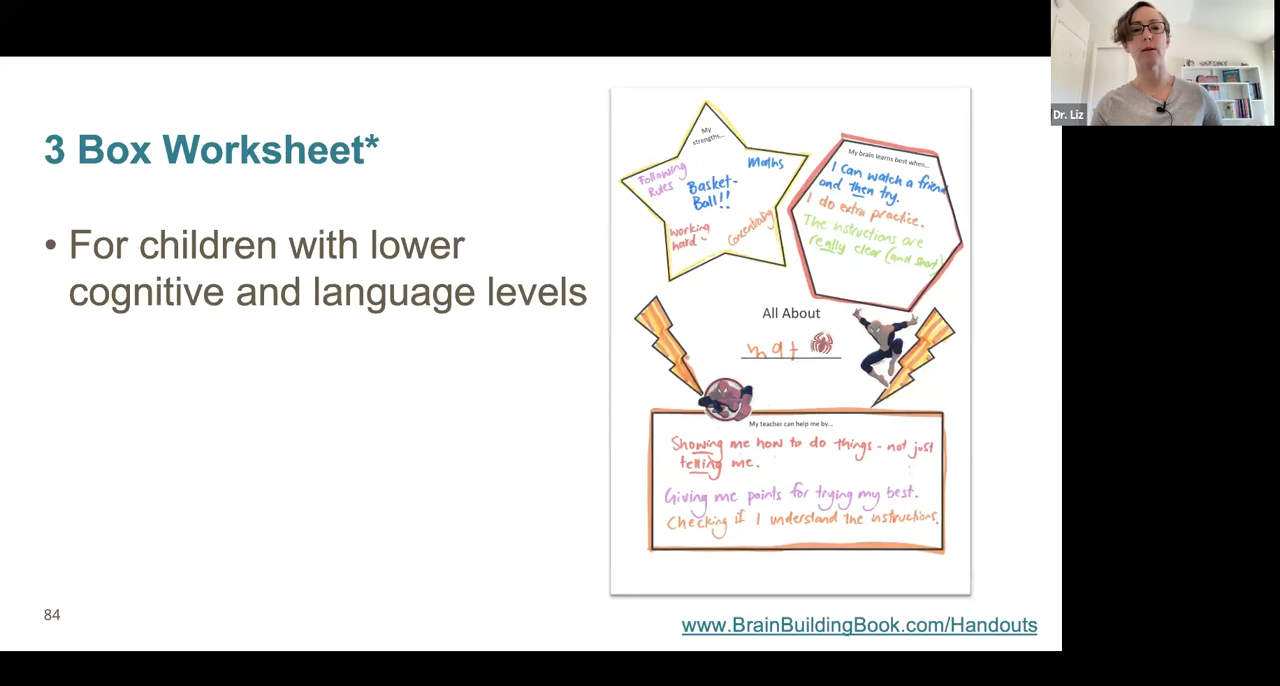 Dr. Liz
3 Box Worksheet*
• For children with lower
cognitive and language levels
My
strengths...
Following
Rules
Maths
Basket-
Ball!!
Working
hard
Concentrating
My brain learns best when...
I can watch a friend
and then try.
I do extra practice.
The instructions are
really clear (and short)
All About
mat
My teacher can help me by...
Showing me how to do things - not just
telling me.
Giving me points for trying my best.
Checking if I understand the instructions.
84
www.BrainBuildingBook.com/Handouts